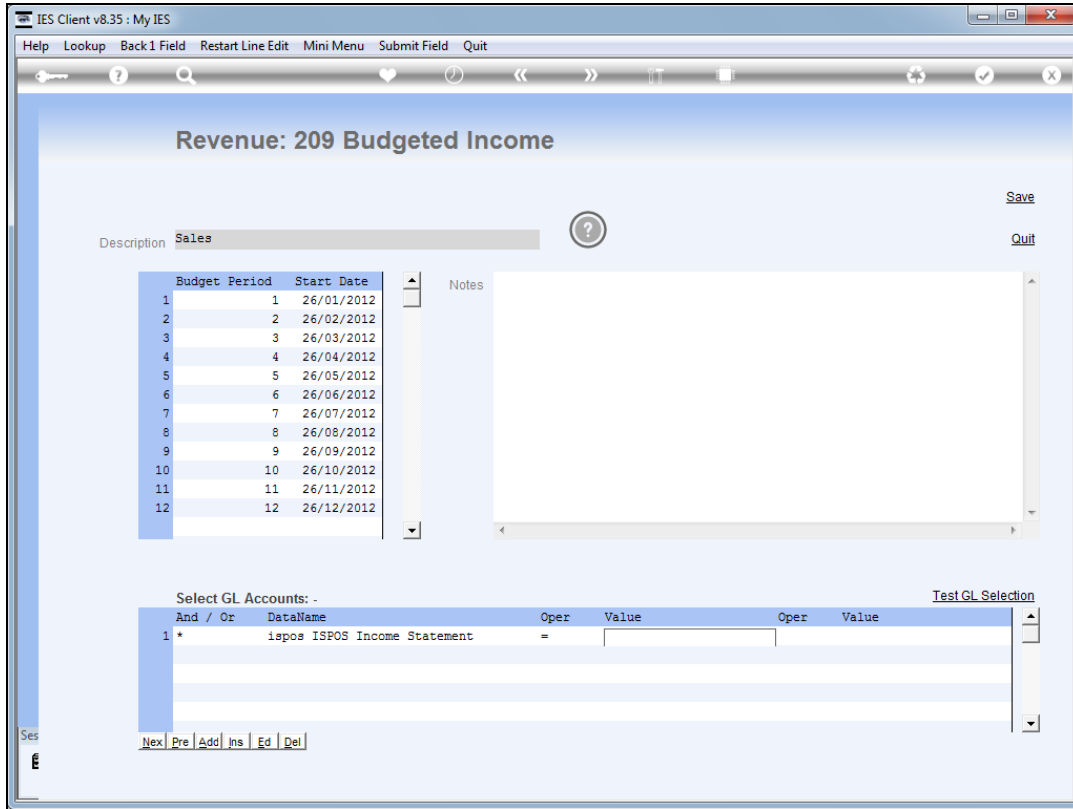 IES Client v8.35 : My IES
Help Lookup Back 1 Field Restart Line Edit Mini Menu Submit Field Quit
Revenue: 209 Budgeted Income
Save
Description Sales ? Quit
Budget Period Start Date Notes
1 1 26/01/2012
2 2 26/02/2012
3 3 26/03/2012
4 4 26/04/2012
5 5 26/05/2012
6 6 26/06/2012
7 7 26/07/2012
8 8 26/08/2012
9 9 26/09/2012
10 10 26/10/2012
11 11 26/11/2012
12 12 26/12/2012
Select GL Accounts: - Test GL Selection
And / Or DataName Oper Value Oper Value
1 * ispos ISPOS Income Statement =
Ses
Nex Pre Add Ins Ed Del